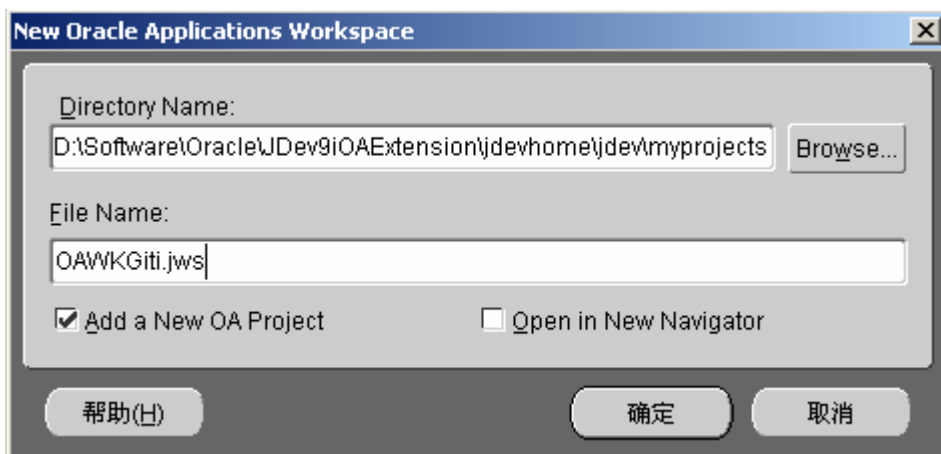 New Oracle Applications Workspace
Directory Name:
D:\Software\Oracle\JDev9iOAExtension\jdevhome\jdev\myprojects
Browse...
File Name:
OAWKGiti.jws
Add a New OA Project
Open in New Navigator
帮助(H)
确定
取消